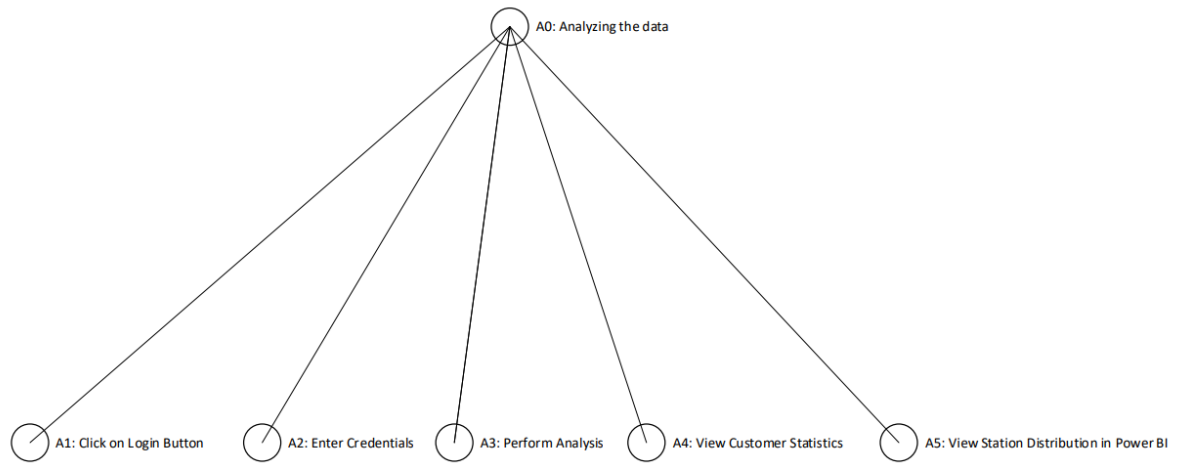 A0: Analyzing the data
A1: Click on Login Button
A2: Enter Credentials
A3: Perform Analysis
A4: View Customer Statistics
A5: View Station Distribution in Power BI